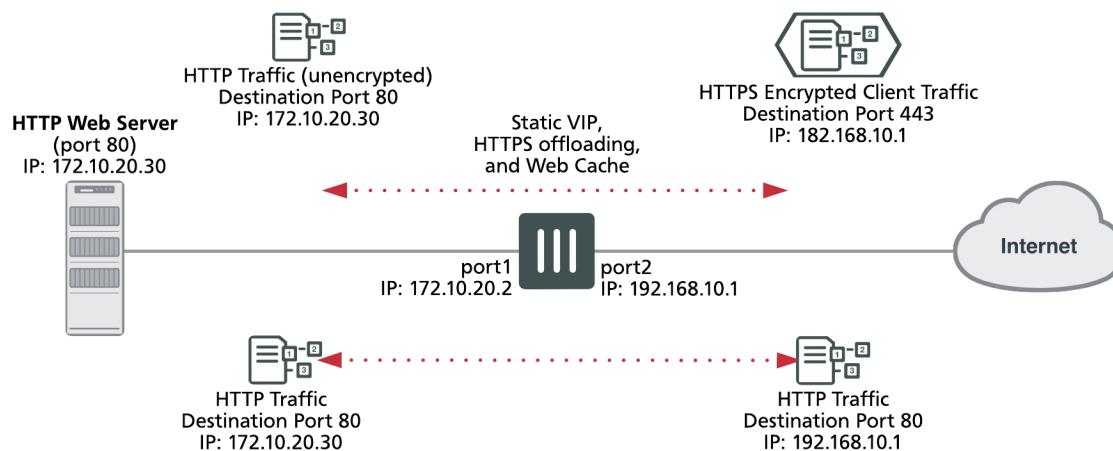 HTTP Traffic (unencrypted)
Destination Port 80
IP: 172.10.20.30
HTTPS Encrypted Client Traffic
Destination Port 443
IP: 182.168.10.1
HTTP Web Server
(port 80)
IP: 172.10.20.30
Static VIP,
HTTPS offloading,
and Web Cache
port1
IP: 172.10.20.2
port2
IP: 192.168.10.1
Internet
HTTP Traffic
Destination Port 80
IP: 172.10.20.30
HTTP Traffic
Destination Port 80
IP: 192.168.10.1
1
2
3
1
2
3
1
2
3
1
2
3